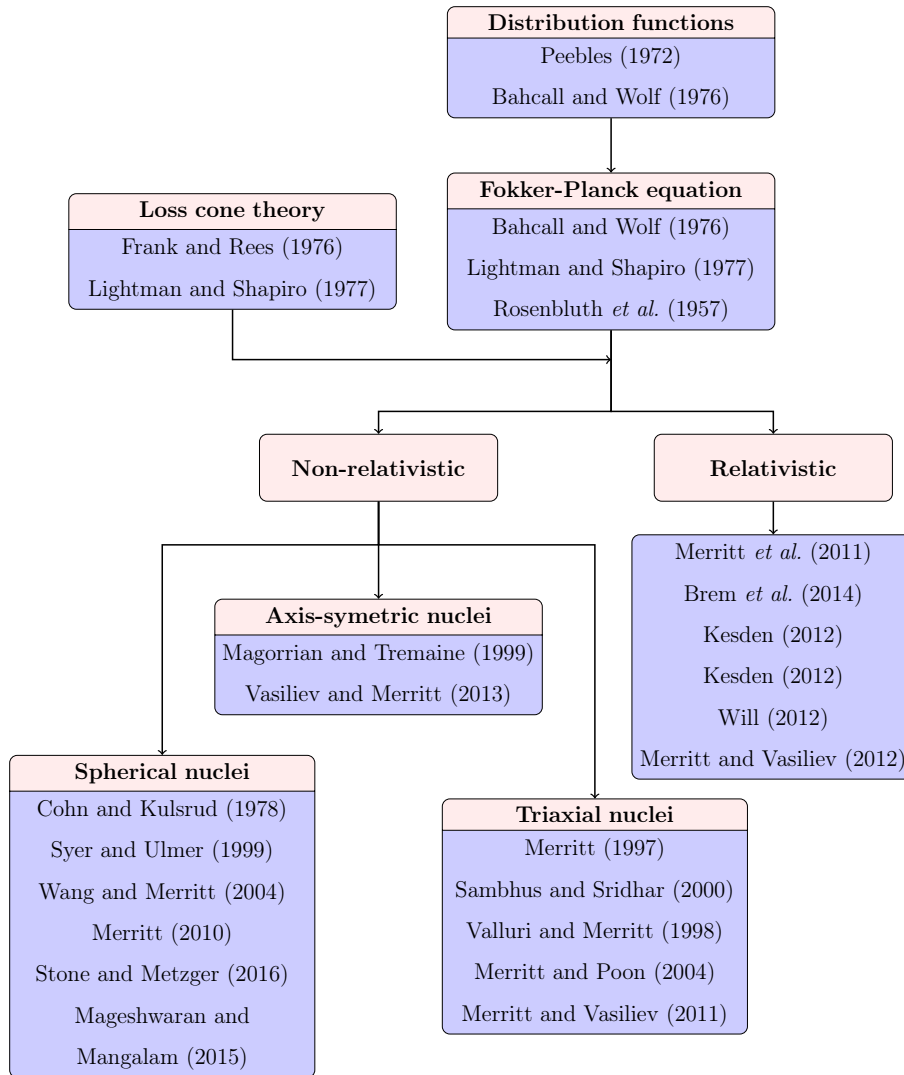 Distribution functions
Peebles (1972)
Bahcall and Wolf (1976)
Fokker-Planck equation
Bahcall and Wolf (1976)
Lightman and Shapiro (1977)
Rosenbluth et al. (1957)
Loss cone theory
Frank and Rees (1976)
Lightman and Shapiro (1977)
Non-relativistic
Relativistic
Merritt et al. (2011)
Brem et al. (2014)
Kesden (2012)
Kesden (2012)
Will (2012)
Merritt and Vasiliev (2012)
Axis-symetric nuclei
Magorrian and Tremaine (1999)
Vasiliev and Merritt (2013)
Spherical nuclei
Cohn and Kulsrud (1978)
Syer and Ulmer (1999)
Wang and Merritt (2004)
Merritt (2010)
Stone and Metzger (2016)
Mageshwaran and
Mangalam (2015)
Triaxial nuclei
Merritt (1997)
Sambhus and Sridhar (2000)
Valluri and Merritt (1998)
Merritt and Poon (2004)
Merritt and Vasiliev (2011)